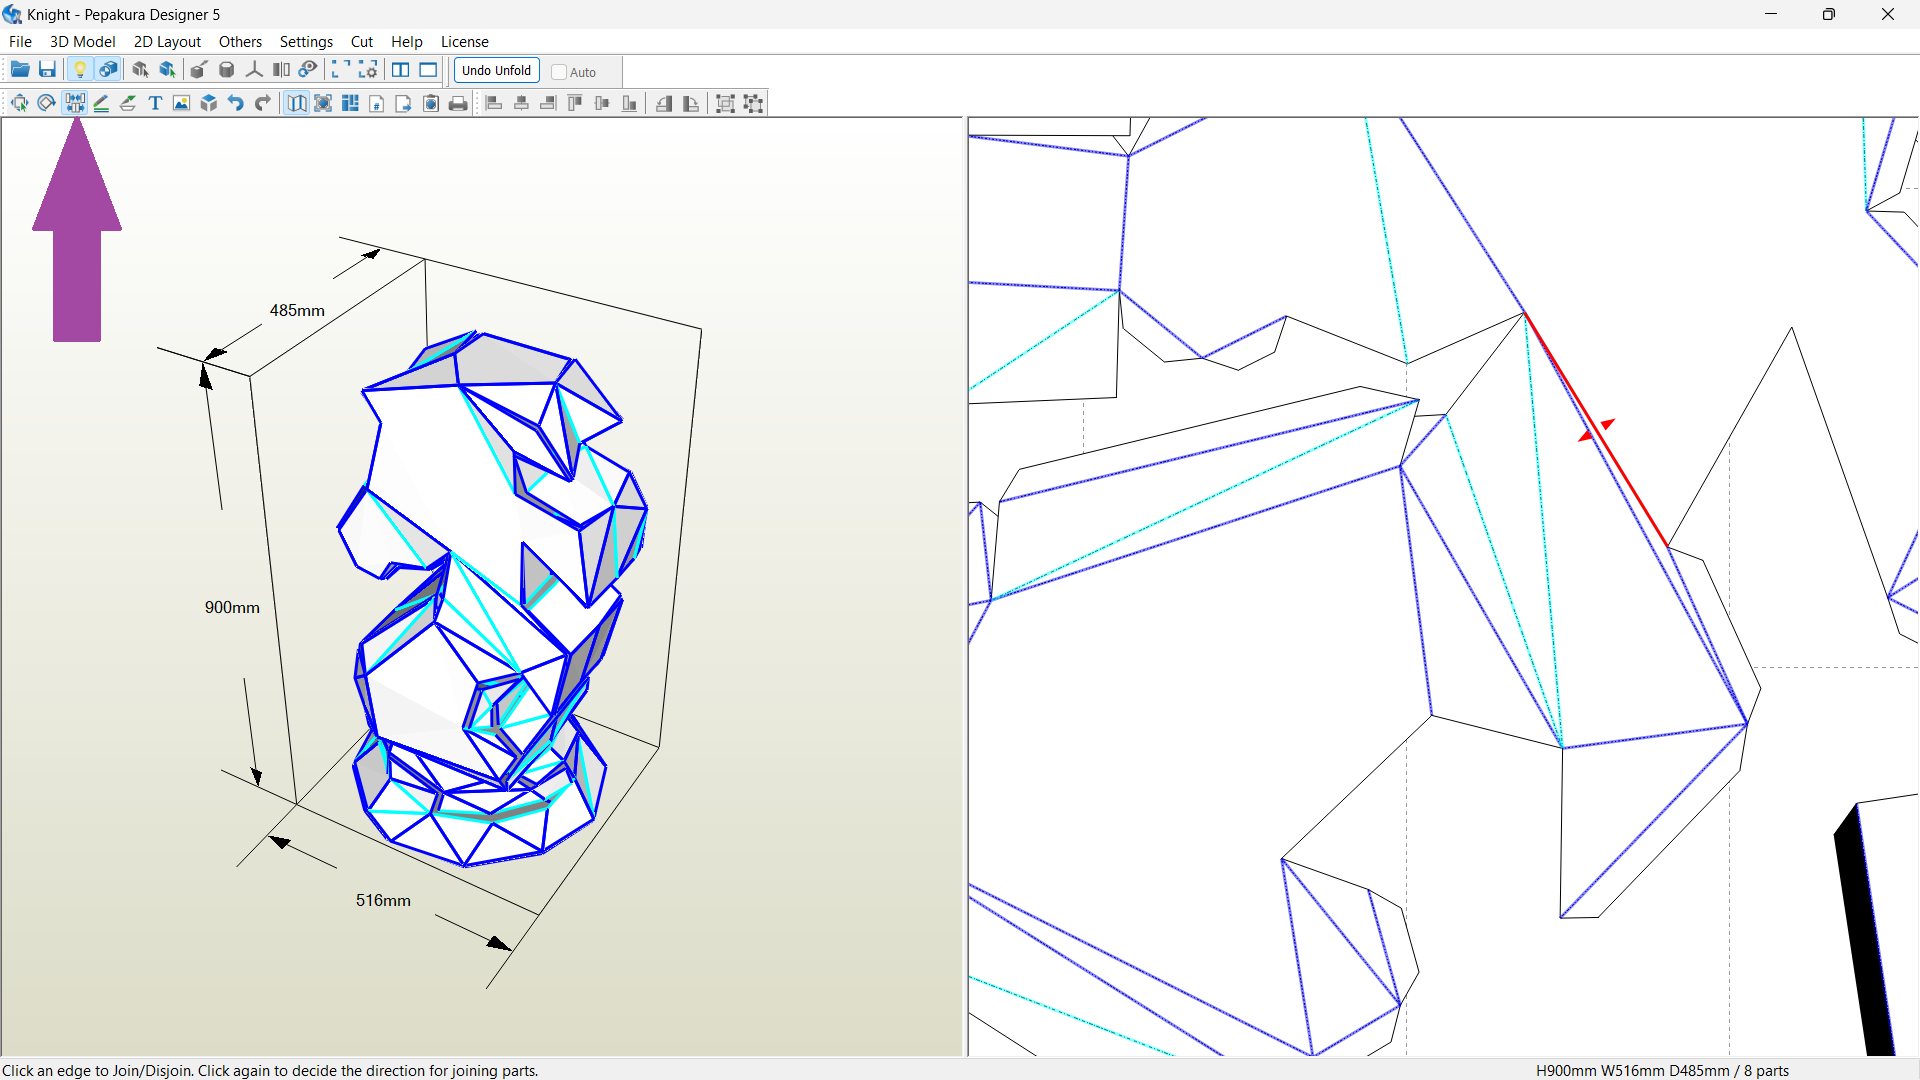 Knight - Pepakura Designer 5
File 3D Model 2D Layout Others Settings Cut Help License
Undo Unfold Auto
485mm
900mm
516mm
Click an edge to Join/Disjoin. Click again to decide the direction for joining parts.
H900mm W516mm D485mm / 8 parts